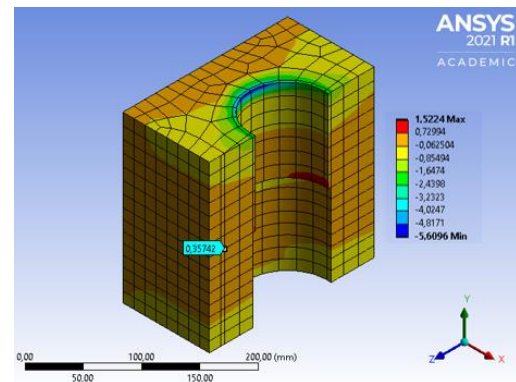 ANSYS
2021 R1
ACADEMIC
1,5224 Max
0,72994
-0,062504
-0,85494
-1,6474
-2,4398
-3,2323
-4,0247
-4,8171
-5,6096 Min
0,35742
0,00
100,00
200,00 (mm)
50,00
150,00
Y
Z
X